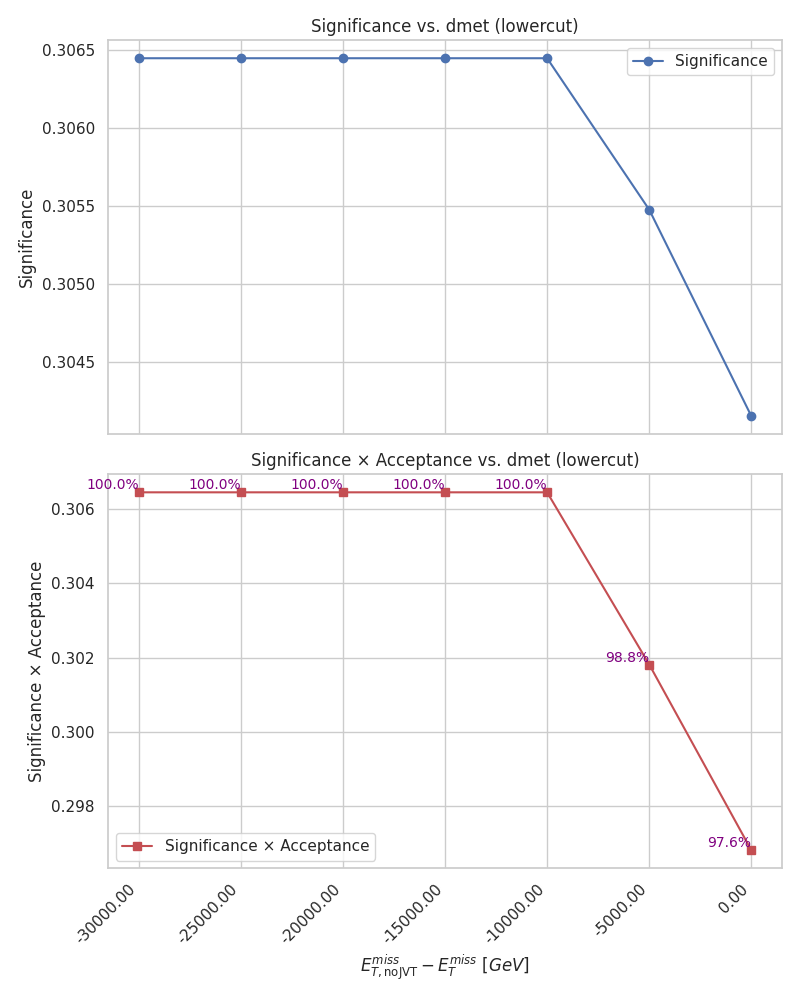 Significance vs. dmet (lowercut)
Significance
0.3065
0.3060
0.3055
0.3050
0.3045
Significance
Significance × Acceptance vs. dmet (lowercut)
100.0% 100.0% 100.0% 100.0% 100.0%
98.8%
97.6%
0.306
0.304
0.302
0.300
0.298
Significance × Acceptance
Significance × Acceptance
-30000.00 -25000.00 -20000.00 -15000.00 -10000.00 -5000.00 0.00
E_{T,noJVT}^{miss} − E_T^{miss} [GeV]